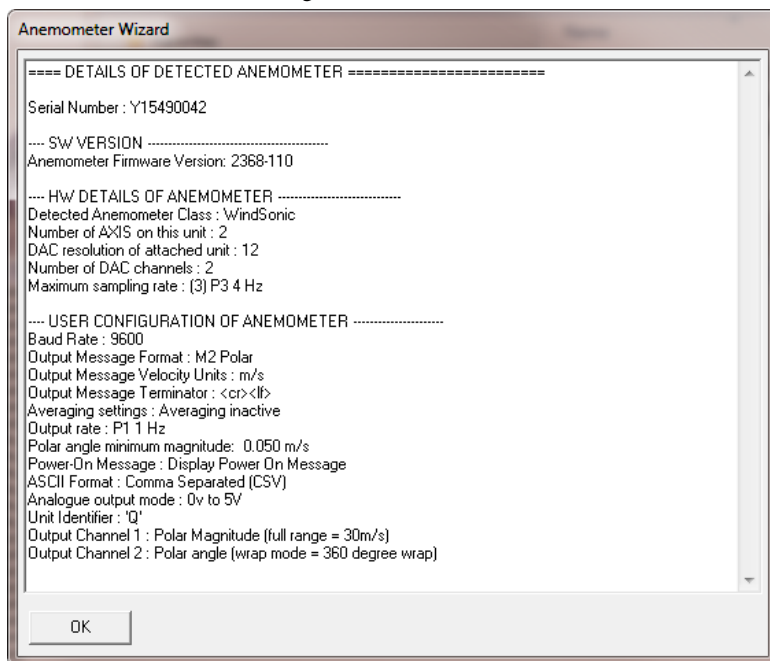 Anemometer Wizard
==== DETAILS OF DETECTED ANEMOMETER ========================
Serial Number : Y15490042
---- SW VERSION --------------------------------------------
Anemometer Firmware Version: 2368-110
---- HW DETAILS OF ANEMOMETER ------------------------------
Detected Anemometer Class : WindSonic
Number of AXIS on this unit : 2
DAC resolution of attached unit : 12
Number of DAC channels : 2
Maximum sampling rate : (3) P3 4 Hz
---- USER CONFIGURATION OF ANEMOMETER ----------------------
Baud Rate : 9600
Output Message Format : M2 Polar
Output Message Velocity Units : m/s
Output Message Terminator : <cr><lf>
Averaging settings : Averaging inactive
Output rate : P1 1 Hz
Polar angle minimum magnitude:  0.050 m/s
Power-On Message : Display Power On Message
ASCII Format : Comma Separated (CSV)
Analogue output mode : 0v to 5V
Unit Identifier : 'Q'
Output Channel 1 : Polar Magnitude (full range = 30m/s)
Output Channel 2 : Polar angle (wrap mode = 360 degree wrap)
OK